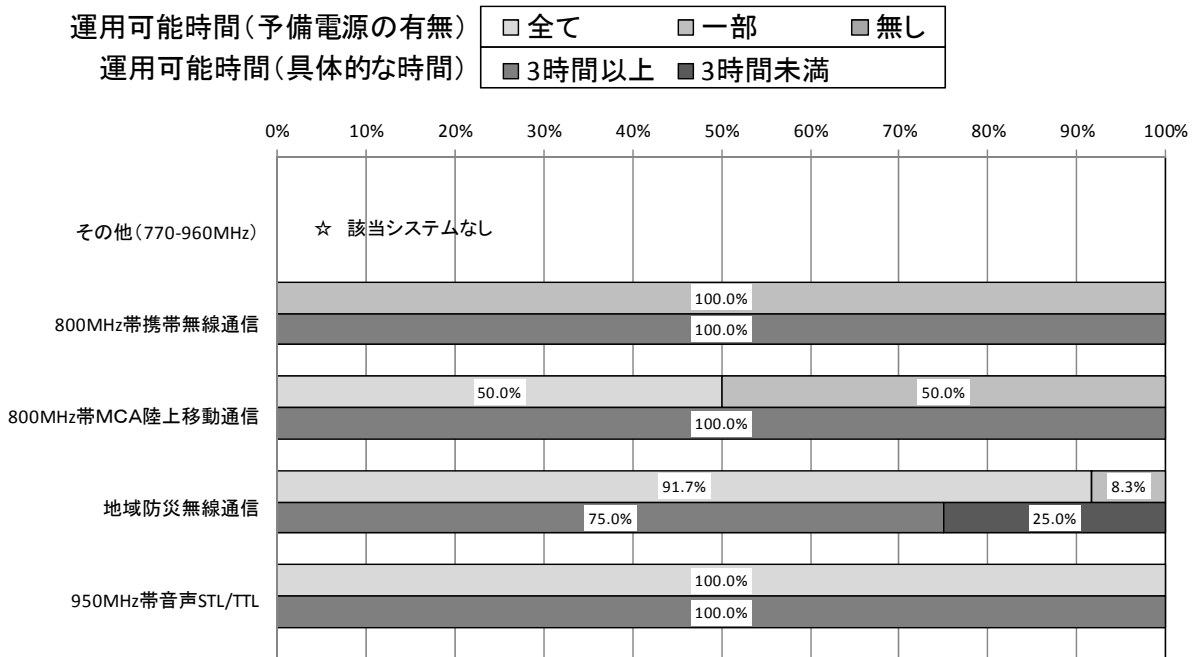 運用可能時間(予備電源の有無) 全て 一部 無し
運用可能時間(具体的な時間) 3時間以上 3時間未満
0% 10% 20% 30% 40% 50% 60% 70% 80% 90% 100%
その他(770-960MHz) ☆ 該当システムなし
100.0%
800MHz帯携帯無線通信
100.0%
50.0% 50.0%
800MHz帯MCA陸上移動通信
100.0%
91.7% 8.3%
地域防災無線通信
75.0% 25.0%
100.0%
950MHz帯音声STL/TTL
100.0%